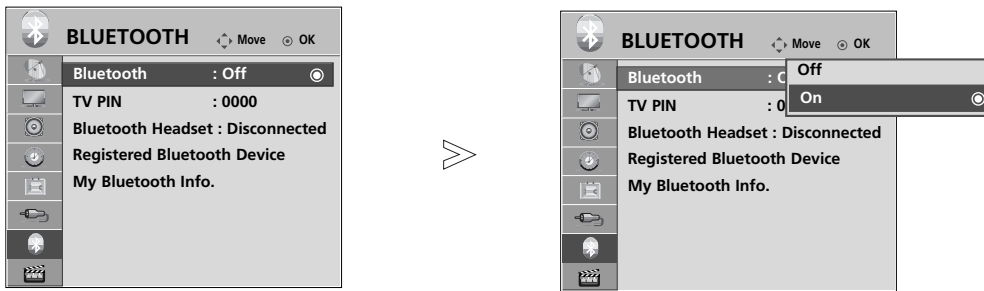 BLUETOOTH Move OK
Bluetooth : Off
TV PIN : 0000
Bluetooth Headset : Disconnected
Registered Bluetooth Device
My Bluetooth Info.
BLUETOOTH Move OK
Bluetooth :
Off
TV PIN : 0
On
Bluetooth Headset : Disconnected
Registered Bluetooth Device
My Bluetooth Info.